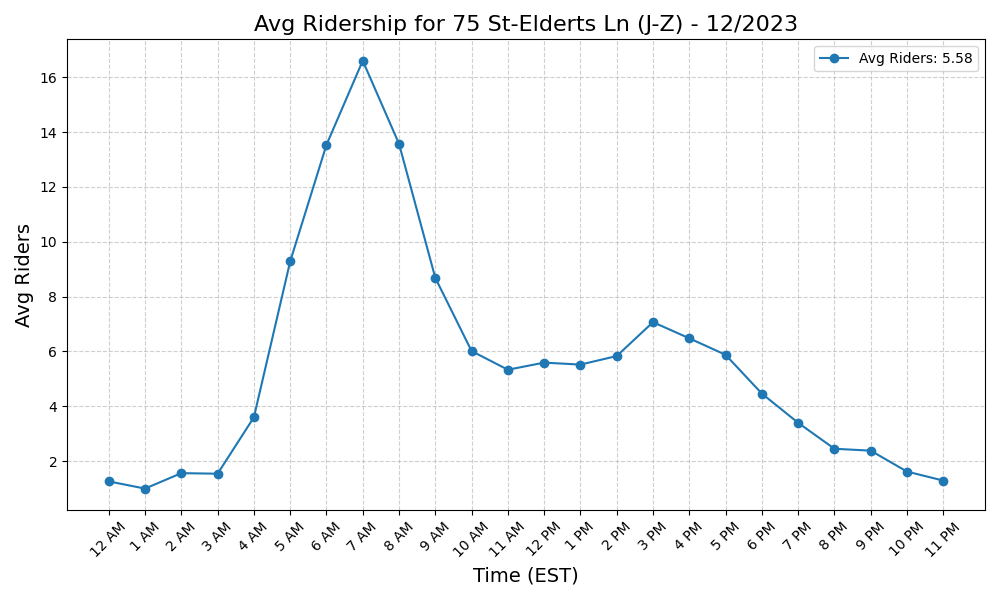 Avg Ridership for 75 St-Elderts Ln (J-Z) - 12/2023
Avg Riders: 5.58
Avg Riders
16
14
12
10
8
6
4
2
12 AM 1 AM 2 AM 3 AM 4 AM 5 AM 6 AM 7 AM 8 AM 9 AM 10 AM 11 AM 12 PM 1 PM 2 PM 3 PM 4 PM 5 PM 6 PM 7 PM 8 PM 9 PM 10 PM 11 PM
Time (EST)